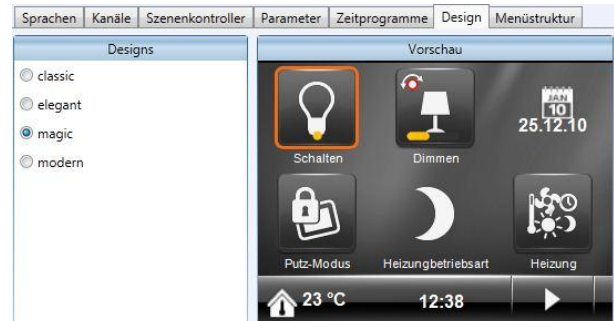 Sprachen Kanäle Szenenkontroller Parameter Zeitprogramme Design Menüstruktur
Designs
classic
elegant
magic
modern
Vorschau
JAN
10
25.12.10
Schalten Dimmen
Putz-Modus Heizungbetriebsart Heizung
23 °C 12:38